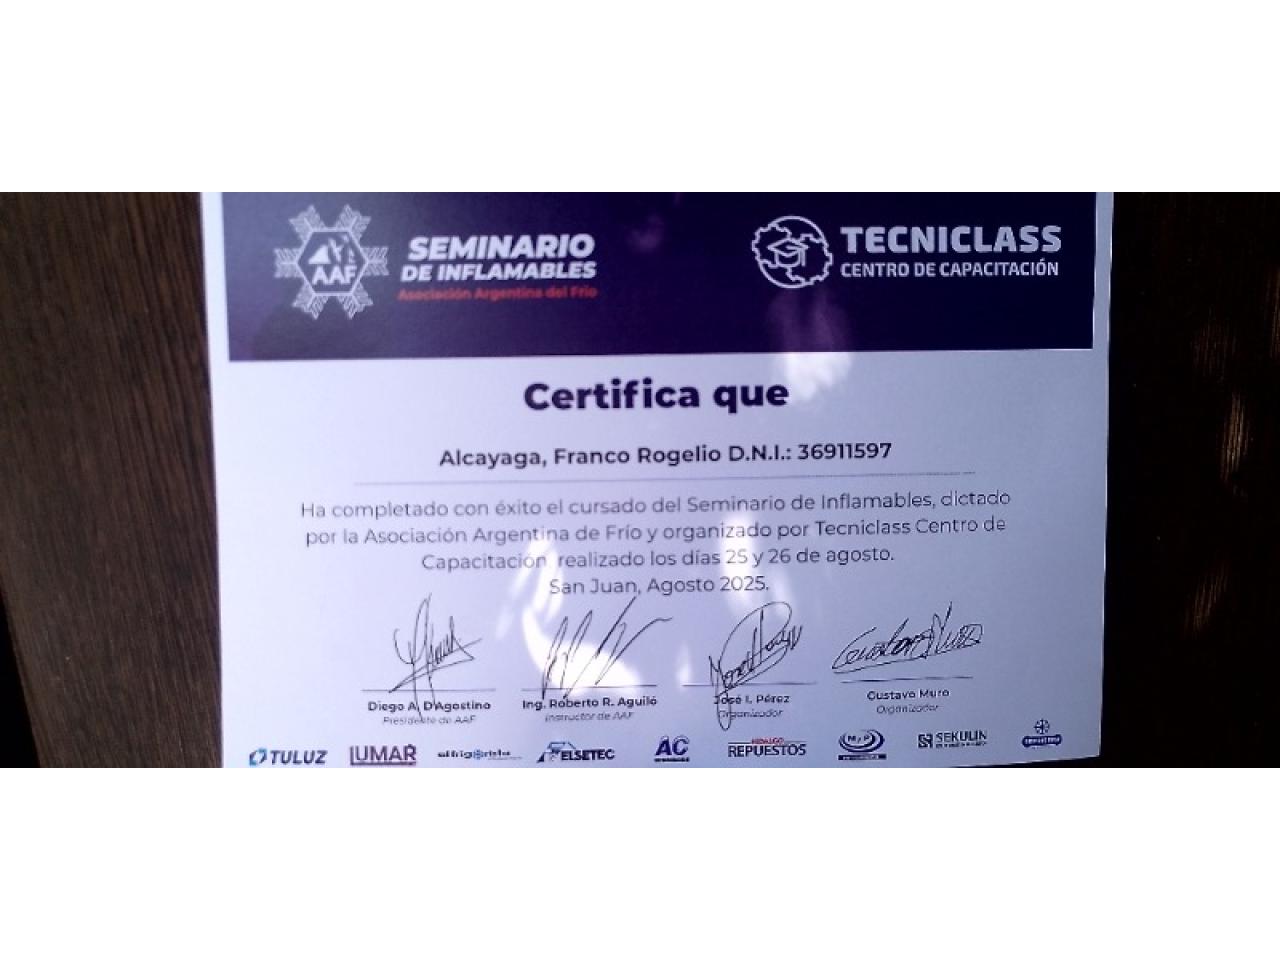 AAF
SEMINARIO
DE INFLAMABLES
Asociación Argentina del Frío
TECNICLASS
CENTRO DE CAPACITACIÓN
Certifica que
Alcayaga, Franco Rogelio D.N.I.: 36911597
Ha completado con éxito el cursado del Seminario de Inflamables, dictado
por la Asociación Argentina de Frío y organizado por Tecniclass Centro de
Capacitación realizado los días 25 y 26 de agosto.
San Juan, Agosto 2025.
Diego A. D'Agostino
Presidente de AAF
Ing. Roberto R. Aguiló
Instructor de AAF
José I. Pérez
Organizador
Gustavo Muro
Organizador
TULUZ
LUMAR
elfrigorista
ELSETEC
AC
HIDALGO
REPUESTOS
SEKULIN